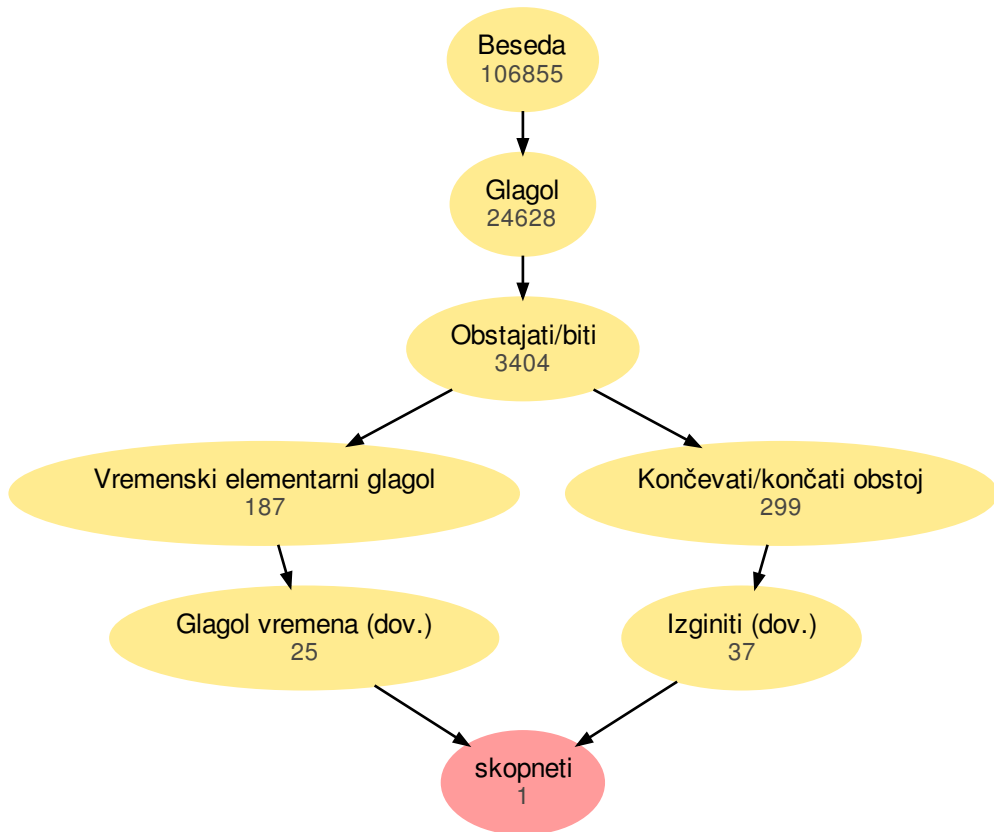 Beseda
106855
Glagol
24628
Obstajati/biti
3404
Vremenski elementarni glagol
187
Končevati/končati obstoj
299
Glagol vremena (dov.)
25
Izginiti (dov.)
37
skopneti
1